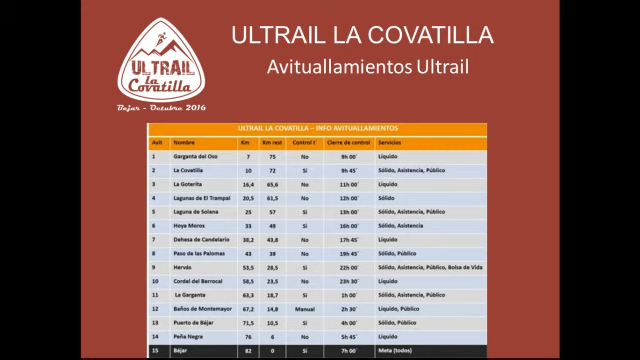 ULTRAIL LA COVATILLA
Avituallamientos Ultrail
ULTRAIL
La
Covatilla
Bejar - Octubre 2016
ULTRAIL LA COVATILLA – INFO AVITUALLAMIENTOS
Avit Nombre Km Km rest Control t' Cierre de control Servicios
1 Garganta del Oso 7 75 No 9h 00' Líquido
2 La Covatilla 10 72 Si 9h 45' Sólido, Asistencia, Público
3 La Goterita 16,4 65,6 No 11h 00' Líquido
4 Lagunas de El Trampal 20,5 61,5 No 12h 00' Sólido
5 Laguna de Solana 25 57 Si 13h 00' Sólido, Asistencia, Público
6 Hoya Moros 33 49 Si 16h 00' Sólido, Asistencia
7 Dehesa de Candelario 38,2 43,8 No 17h 45' Líquido
8 Paso de las Palomas 43 39 No 19h 45' Sólido, Público
9 Hervás 53,5 28,5 Si 22h 00' Sólido, Asistencia, Público, Bolsa de Vida
10 Cordel del Berrocal 58,5 23,5 No 23h 30' Líquido
11 La Garganta 63,3 18,7 Si 1h 00' Sólido, Asistencia, Público
12 Baños de Montemayor 67,2 14,8 Manual 2h 30' Líquido, Público
13 Puerto de Béjar 71,5 10,5 Si 4h 00' Sólido, Público
14 Peña Negra 76 6 No 5h 45' Líquido
15 Béjar 82 0 Si 7h 00' Meta (todos)